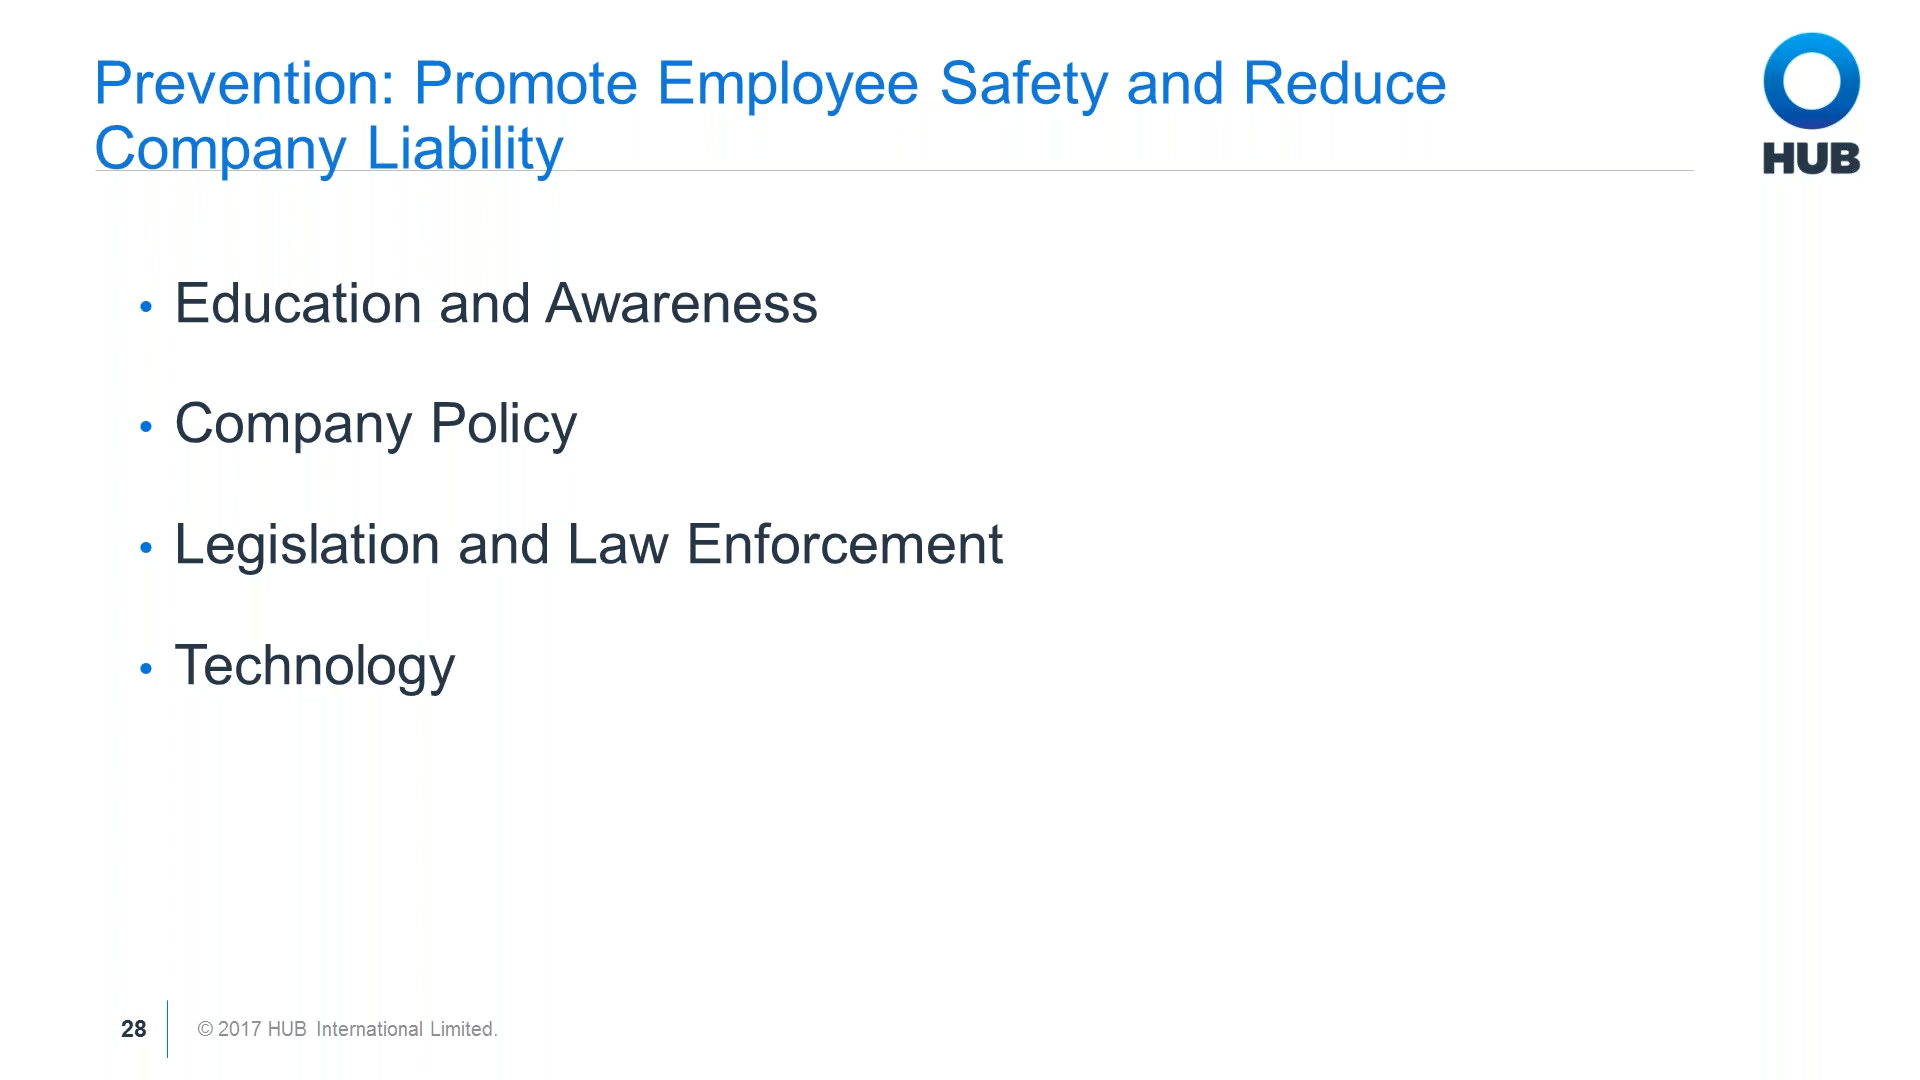 Prevention: Promote Employee Safety and Reduce
Company Liability
HUB
• Education and Awareness
• Company Policy
• Legislation and Law Enforcement
• Technology
28
© 2017 HUB International Limited.